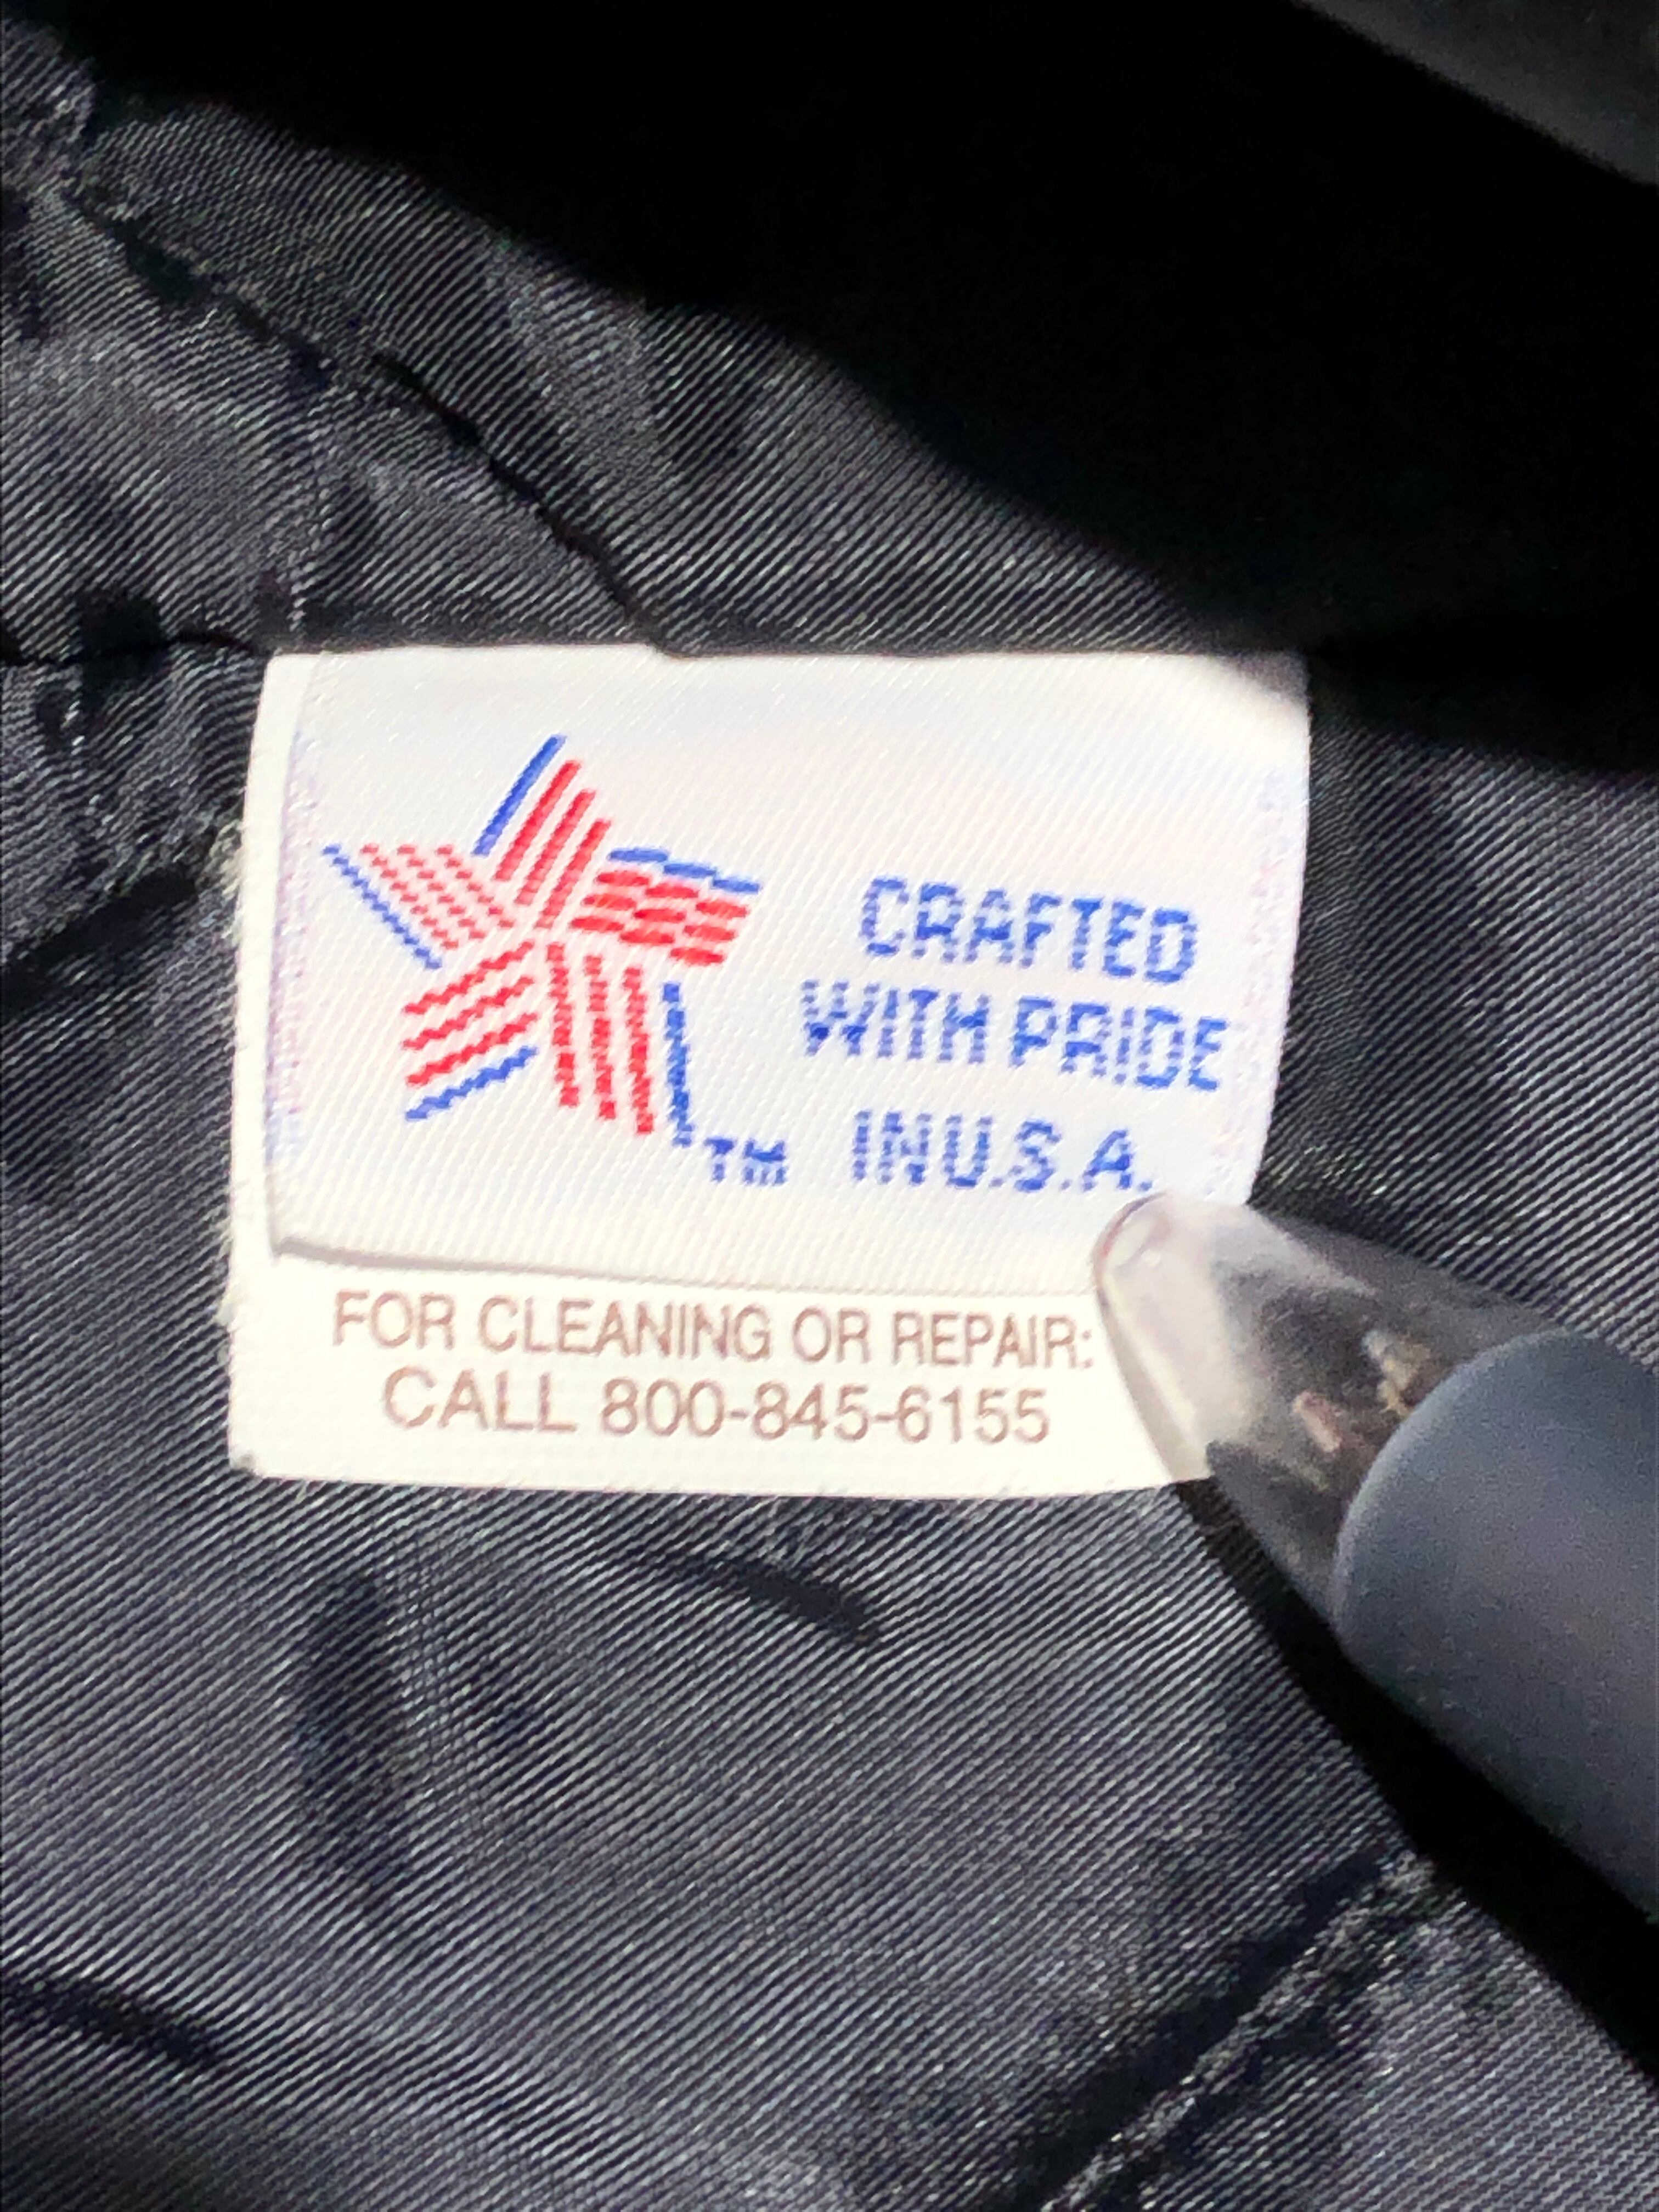 CRAFTED
WITH PRIDE
IN U.S.A.
TM
FOR CLEANING OR REPAIR:
CALL 800-845-6155